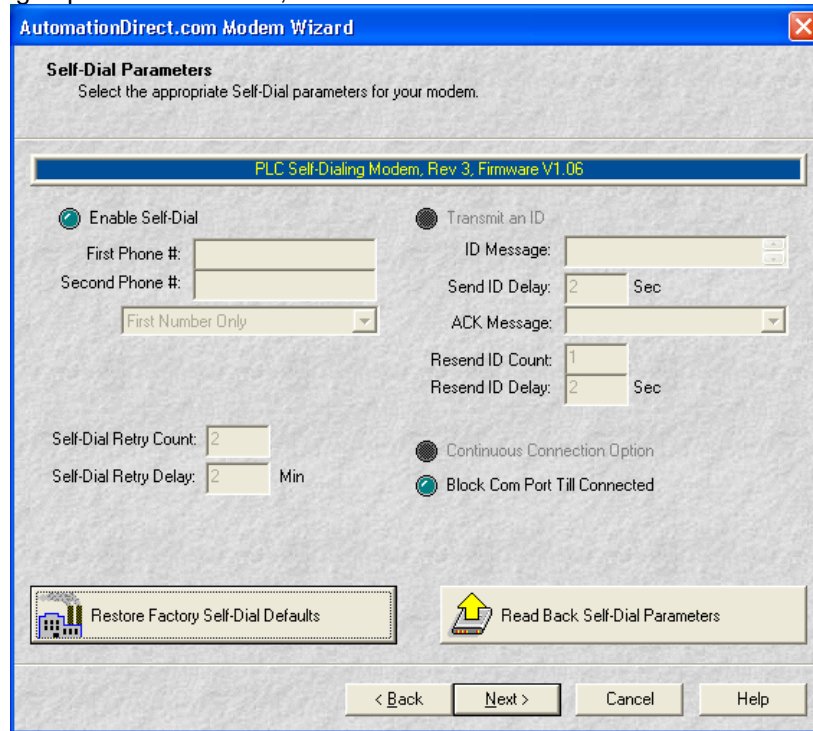 AutomationDirect.com Modem Wizard
Self-Dial Parameters
Select the appropriate Self-Dial parameters for your modem.
PLC Self-Dialing Modem, Rev 3, Firmware V1.06
Enable Self-Dial
First Phone #:
Second Phone #:
First Number Only
Self-Dial Retry Count: 2
Self-Dial Retry Delay: 2 Min
Transmit an ID
ID Message:
Send ID Delay: 2 Sec
ACK Message:
Resend ID Count: 1
Resend ID Delay: 2 Sec
Continuous Connection Option
Block Com Port Till Connected
Restore Factory Self-Dial Defaults
Read Back Self-Dial Parameters
< Back
Next >
Cancel
Help